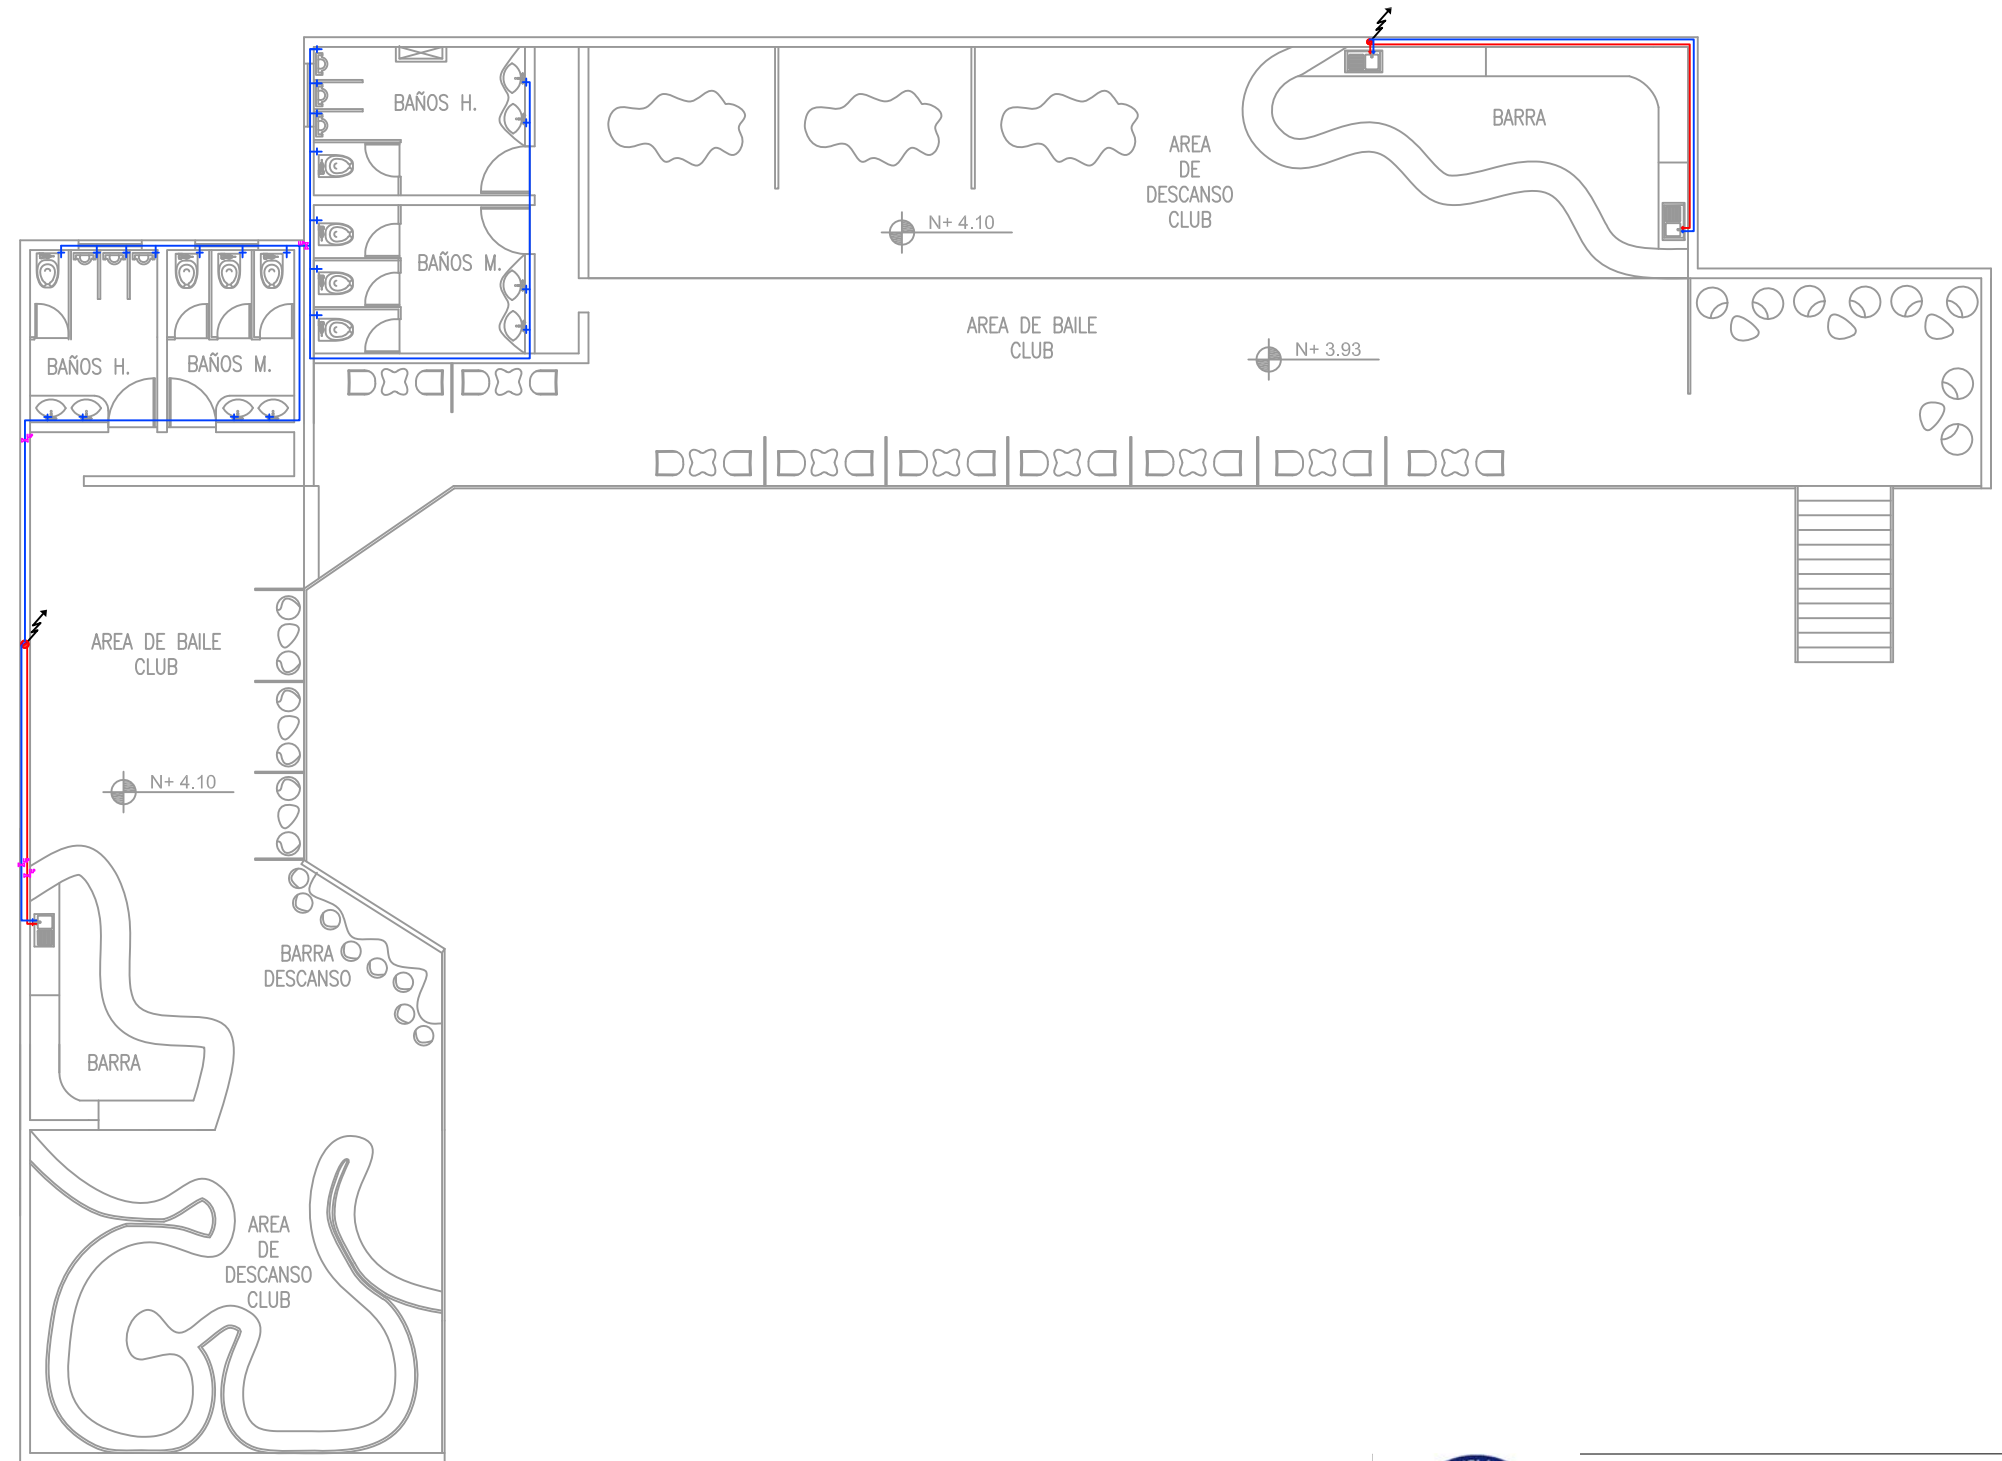 BAÑOS H.
BARRA
AREA
DE
DESCANSO
CLUB
N+ 4.10
BAÑOS M.
AREA DE BAILE
CLUB
N+ 3.93
BAÑOS H.
BAÑOS M.
AREA DE BAILE
CLUB
N+ 4.10
BARRA
DESCANSO
BARRA
AREA
DE
DESCANSO
CLUB